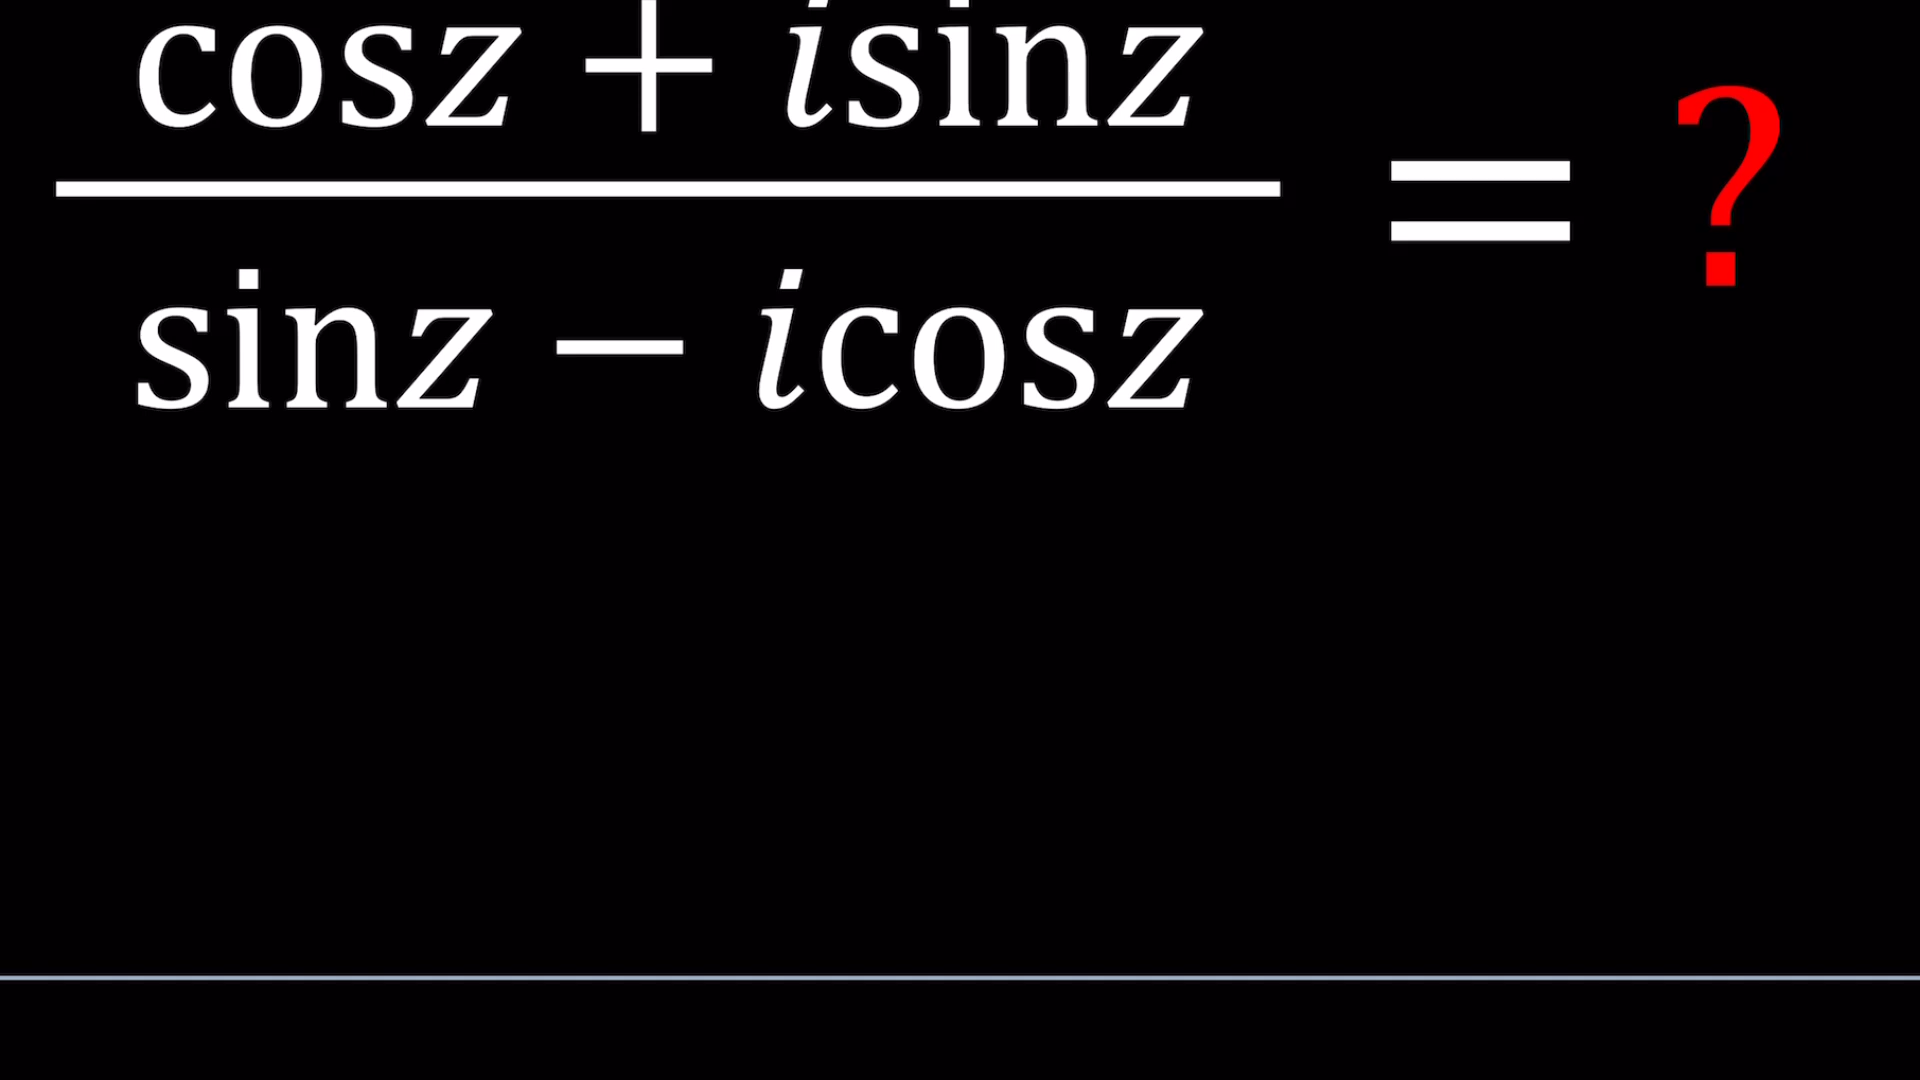 cosz + isinz
= ?
sinz − icosz